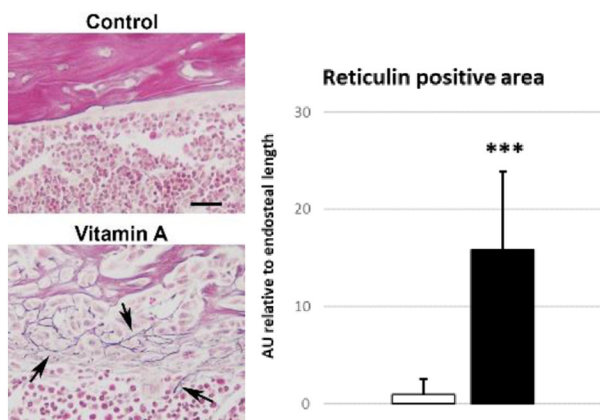 Control
Vitamin A
Reticulin positive area
AU relative to endosteal length
30
***
20
10
0